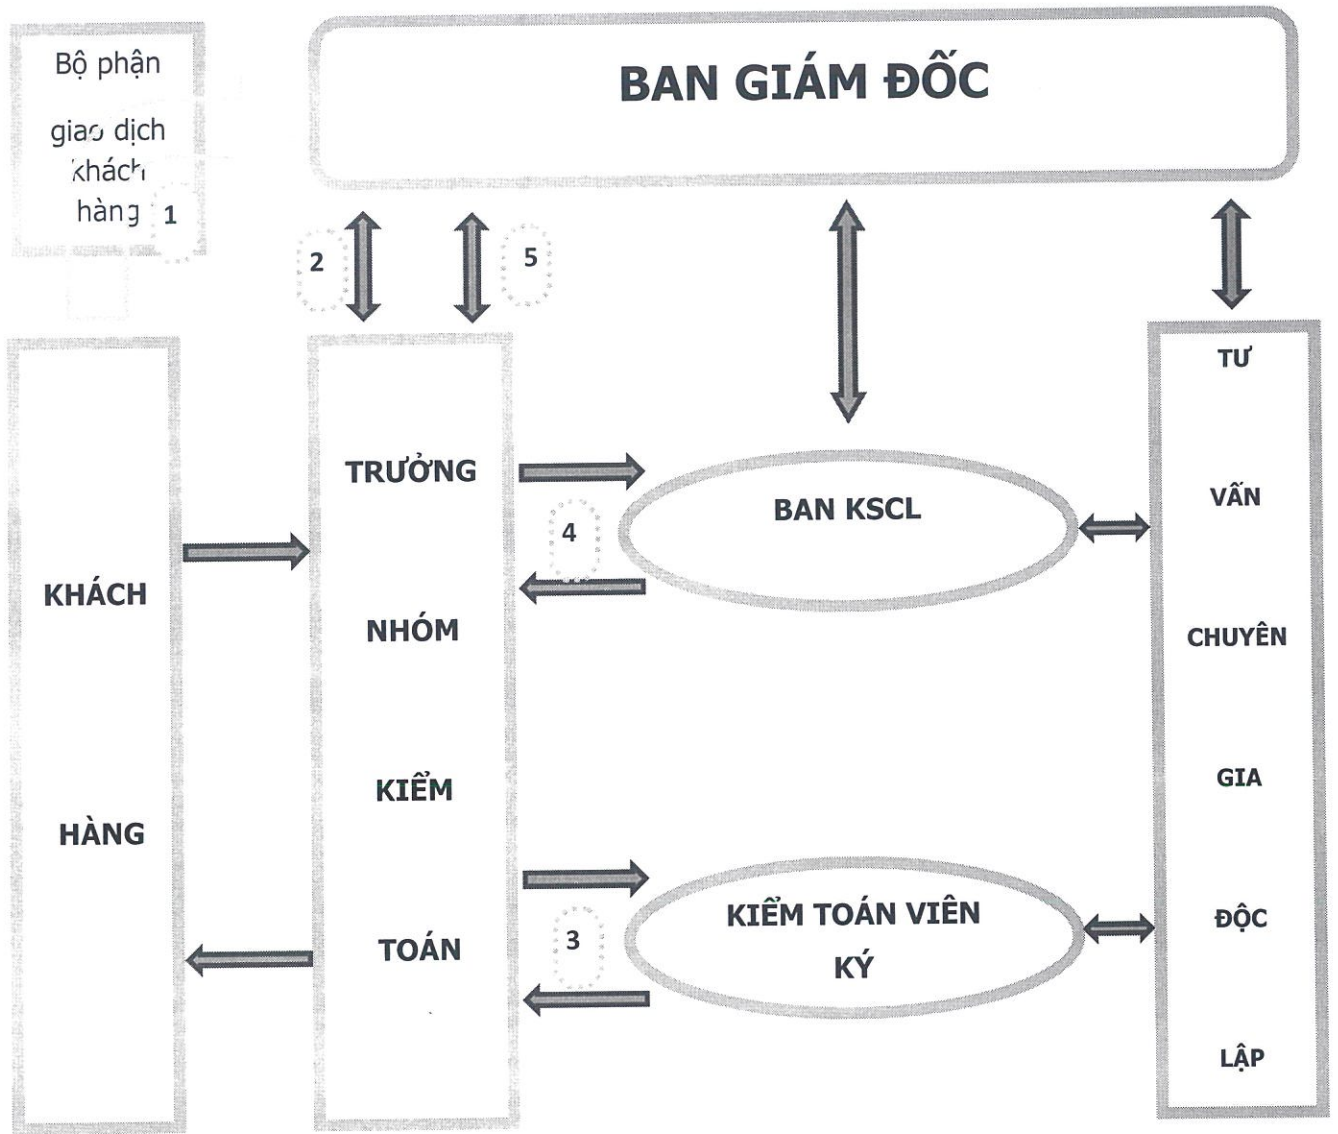 Bộ phận
giao dịch
khách
hàng
1
BAN GIÁM ĐỐC
2
5
KHÁCH
HÀNG
TRƯỞNG
NHÓM
KIỂM
TOÁN
4
BAN KSCL
3
KIỂM TOÁN VIÊN
KÝ
TƯ
VẤN
CHUYÊN
GIA
ĐỘC
LẬP